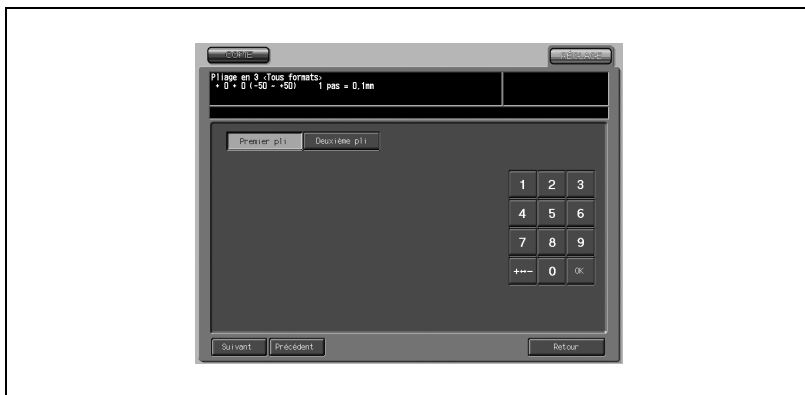 COPIE RÉGLAGE
Pliage en 3 <Tous formats>
+ 0 + 0 (-50 ~ +50) 1 pas = 0,1mm
Premier pli Deuxième pli
1 2 3
4 5 6
7 8 9
+↔- 0 OK
Suivant Précédent Retour